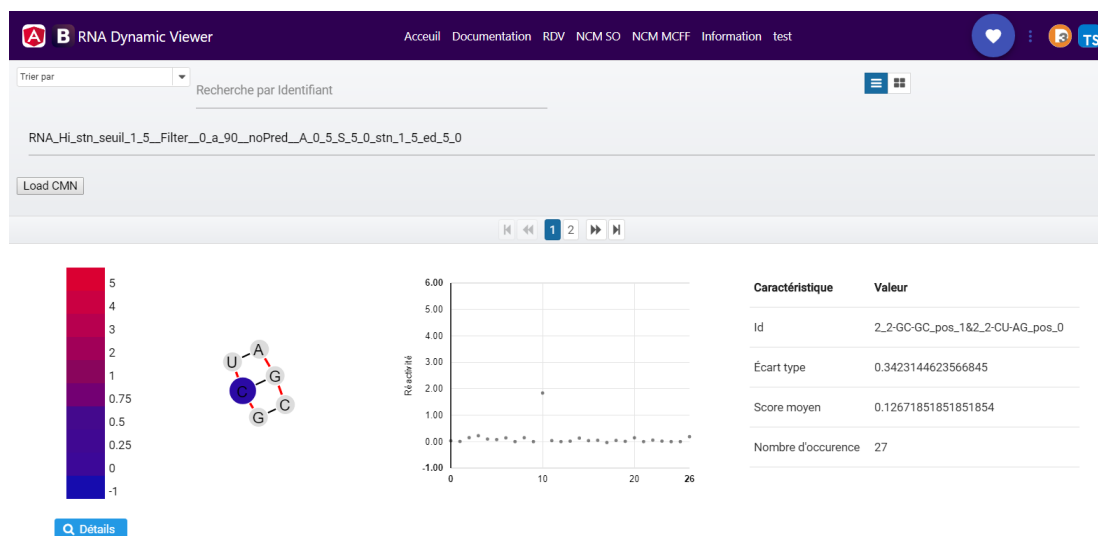 B RNA Dynamic Viewer Acceuil Documentation RDV NCM SO NCM MCFF Information test TS
Trier par
Recherche par Identifiant
RNA_Hi_stn_seuil_1_5__Filter__0_a_90__noPred__A_0_5_S_5_0_stn_1_5_ed_5_0
Load CMN
1 2
5
4
3
2
1
0.75
0.5
0.25
0
-1
U A
C G
G C
6.00
5.00
4.00
3.00
2.00
1.00
0.00
-1.00
Réactivité
0 10 20 26
Caractéristique Valeur
Id 2_2-GC-GC_pos_1&2_2-CU-AG_pos_0
Écart type 0.3423144623566845
Score moyen 0.12671851851851854
Nombre d'occurence 27
Détails